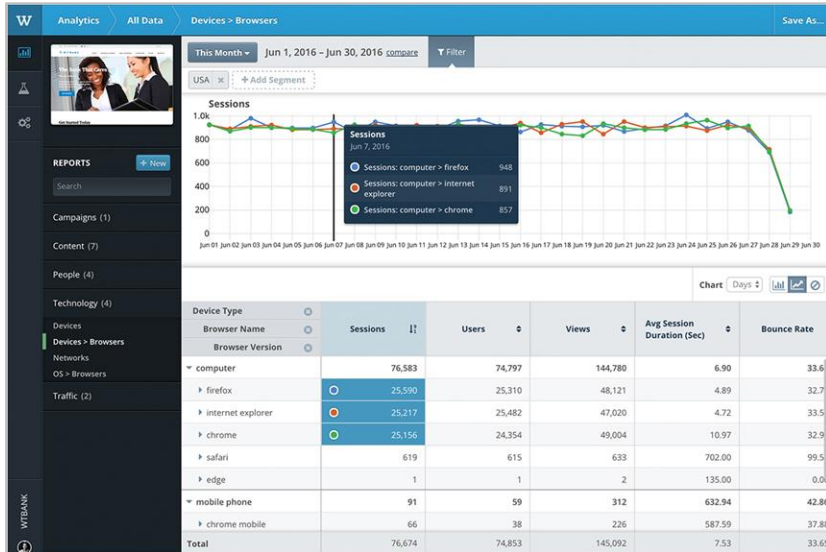 W Analytics All Data Devices > Browsers Save As...
This Month Jun 1, 2016 – Jun 30, 2016 compare Filter
USA × + Add Segment
Get Started Today
REPORTS + New
Search
Campaigns (1)
Content (7)
People (4)
Technology (4)
Devices
Devices > Browsers
Networks
OS > Browsers
Traffic (2)
WTBANK
Sessions
1.0k
800
600
400
200
0
Jun 01 Jun 02 Jun 03 Jun 04 Jun 05 Jun 06 Jun 07 Jun 08 Jun 09 Jun 10 Jun 11 Jun 12 Jun 13 Jun 14 Jun 15 Jun 16 Jun 17 Jun 18 Jun 19 Jun 20 Jun 21 Jun 22 Jun 23 Jun 24 Jun 25 Jun 26 Jun 27 Jun 28 Jun 29 Jun 30
Sessions
Jun 7, 2016
Sessions: computer > firefox 948
Sessions: computer > internet
explorer 891
Sessions: computer > chrome 857
Chart Days
Device Type
Browser Name
Browser Version
Sessions Users Views Avg Session Duration (Sec) Bounce Rate
computer 76,583 74,797 144,780 6.90 33.6
firefox 25,590 25,310 48,121 4.89 32.7
internet explorer 25,217 25,482 47,020 4.72 33.5
chrome 25,156 24,354 49,004 10.97 32.9
safari 619 615 633 702.00 99.5
edge 1 1 2 135.00 0.0
mobile phone 91 59 312 632.94 42.86
chrome mobile 66 38 226 587.59 37.88
Total 76,674 74,853 145,092 7.53 33.69